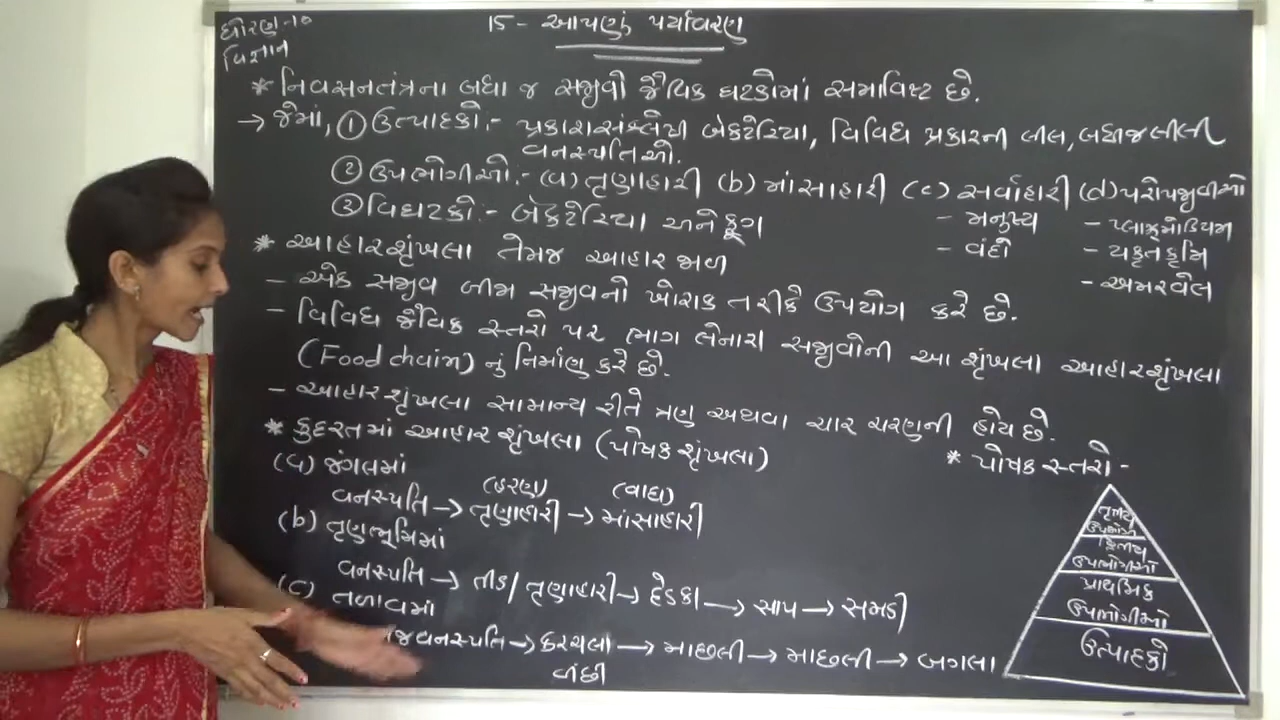 ધોરણ-૧૦
વિજ્ઞાન
15 - આપણું પર્યાવરણ
* નિવસનતંત્રના બધા જ સજીવો જૈવિક ઘટકોમાં સમાવિષ્ટ છે.
→ જેમાં, ① ઉત્પાદકો:- પ્રકાશસંશ્લેષી બેક્ટેરિયા, વિવિધ પ્રકારની લીલ, બધીજ લીલી
વનસ્પતિઓ.
② ઉપભોગીઓ:- (a) તૃણાહારી (b) માંસાહારી (c) સર્વાહારી (d) પરોપજીવીઓ
- મનુષ્ય - પ્લાઝ્મોડિયમ
③ વિઘટકો:- બેક્ટેરિયા અને ફૂગ
- વંદો - યકૃતકૃમિ
- અમરવેલ
* આહારશૃંખલા તેમજ આહાર જાળ
- એક સજીવ બીજા સજીવનો ખોરાક તરીકે ઉપયોગ કરે છે.
- વિવિધ જૈવિક સ્તરો પર ભાગ લેનારા સજીવોની આ શૃંખલા આહારશૃંખલા
(Food chain) નું નિર્માણ કરે છે.
- આહારશૃંખલા સામાન્ય રીતે ત્રણ અથવા ચાર ચરણની હોય છે.
* કુદરતમાં આહાર શૃંખલા (પોષક શૃંખલા)
(a) જંગલમાં
(હરણ) (વાઘ)
વનસ્પતિ → તૃણાહારી → માંસાહારી
(b) તૃણભૂમિમાં
વનસ્પતિ → તીડ/તૃણાહારી → દેડકા → સાપ → સમડી
(c) તળાવમાં
જવનસ્પતિ → કરચલા → માછલી → માછલી → બગલા
વંછી
* પોષક સ્તરો -
તૃતીય
ઉપભોગી
દ્વિતીય
ઉપભોગીઓ
પ્રાથમિક
ઉપભોગીઓ
ઉત્પાદકો